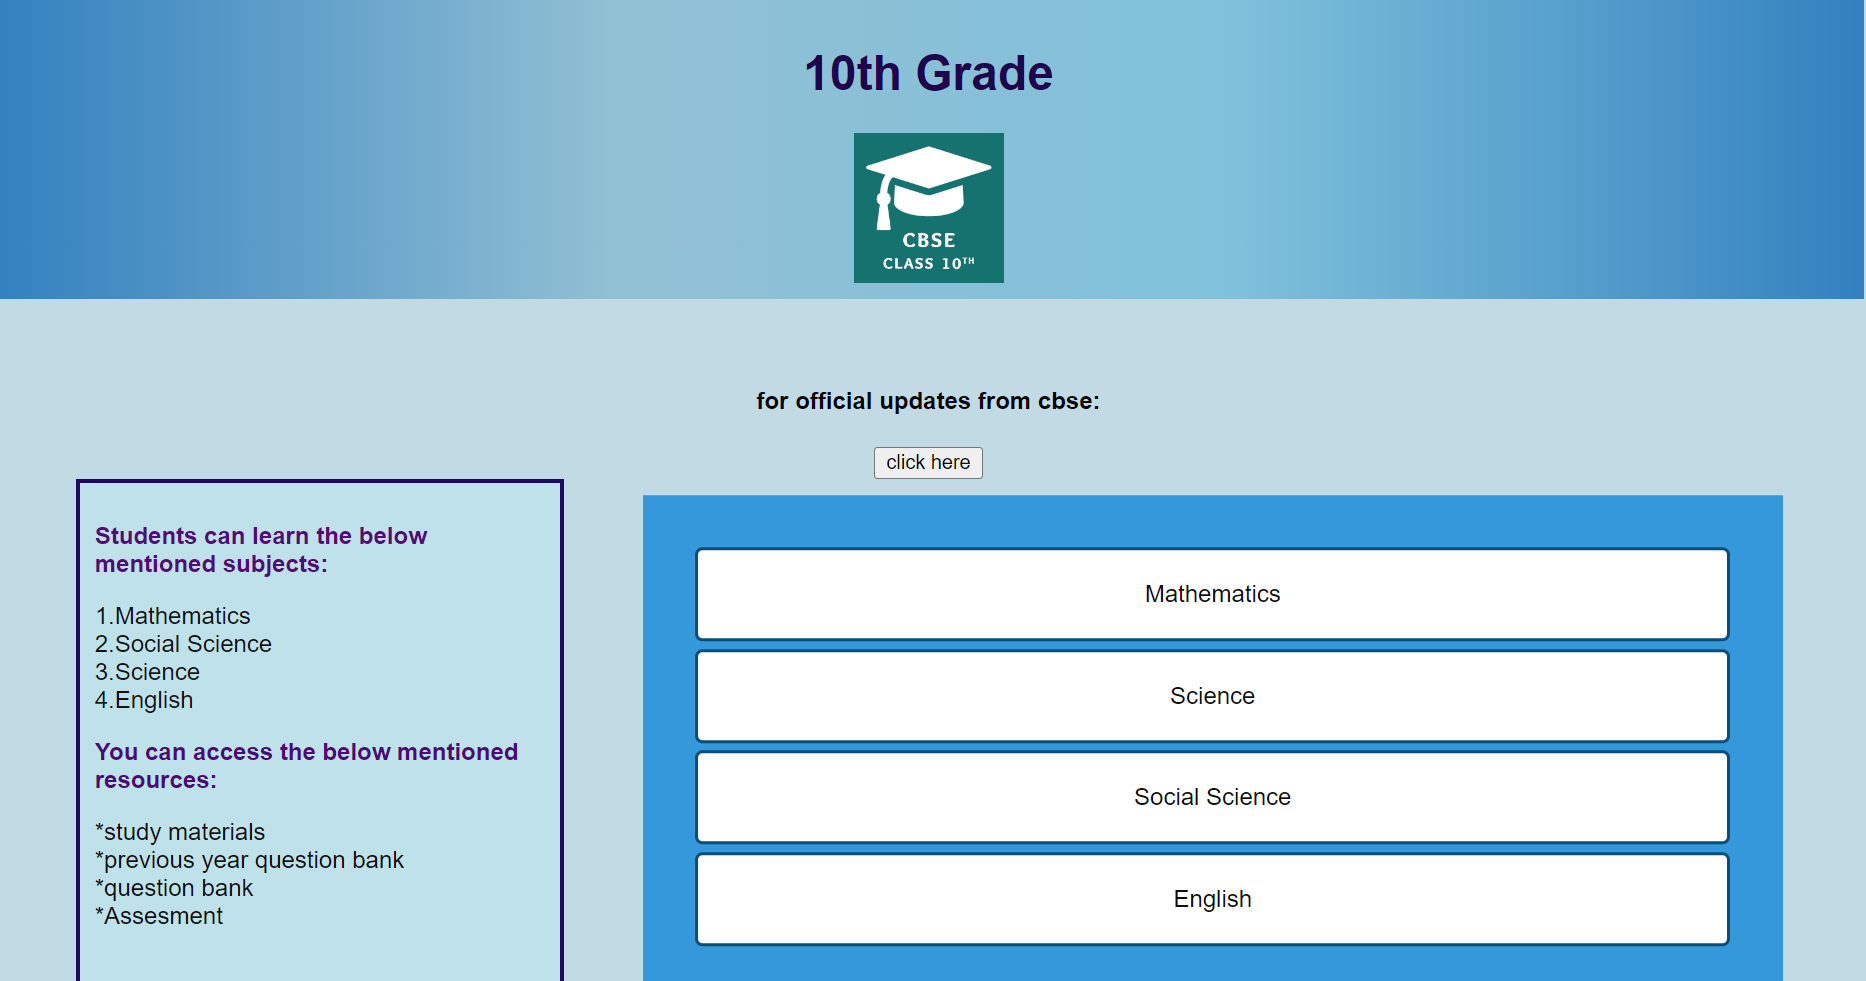 10th Grade
CBSE
CLASS 10TH
for official updates from cbse:
click here
Students can learn the below
mentioned subjects:
1.Mathematics
2.Social Science
3.Science
4.English
You can access the below mentioned
resources:
*study materials
*previous year question bank
*question bank
*Assesment
Mathematics
Science
Social Science
English